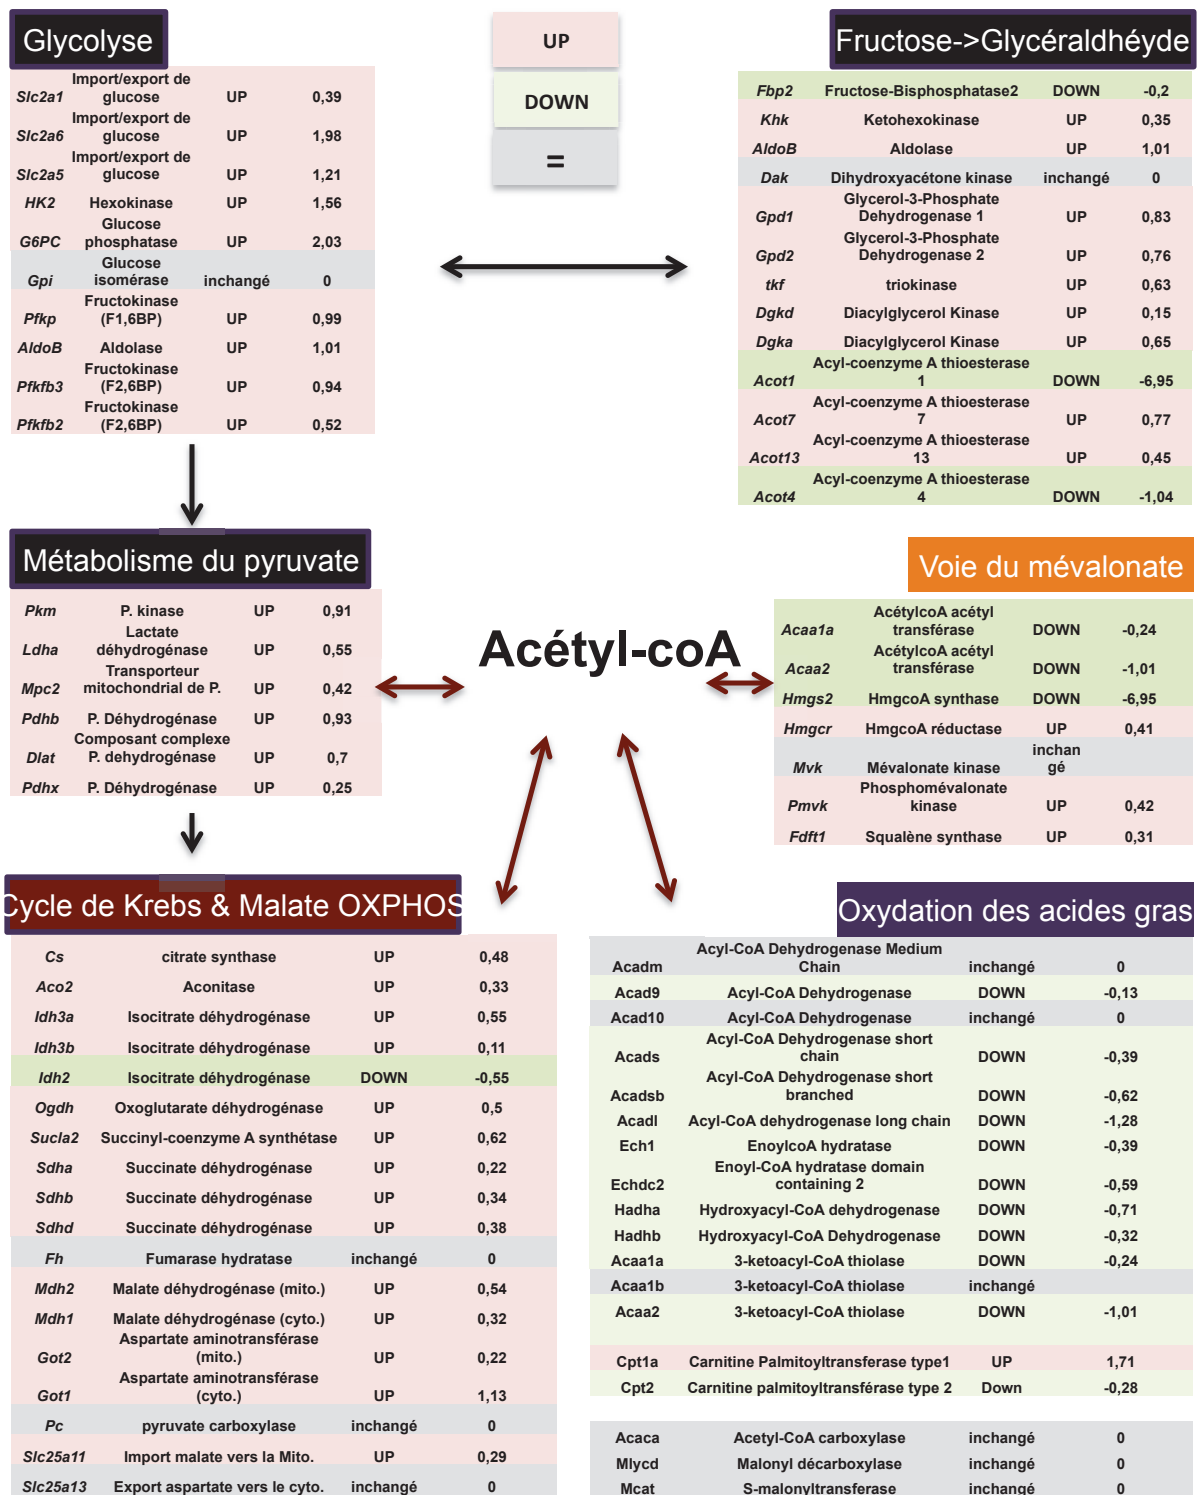 Glycolyse
Import/export de
Slc2a1 glucose UP 0,39
Import/export de
Slc2a6 glucose UP 1,98
Import/export de
Slc2a5 glucose UP 1,21
HK2 Hexokinase UP 1,56
Glucose
G6PC phosphatase UP 2,03
Glucose
Gpi isomérase inchangé 0
Fructokinase
Pfkp (F1,6BP) UP 0,99
AldoB Aldolase UP 1,01
Fructokinase
Pfkfb3 (F2,6BP) UP 0,94
Fructokinase
Pfkfb2 (F2,6BP) UP 0,52
UP
DOWN
=
Fructose->Glycéraldhéyde
Fbp2 Fructose-Bisphosphatase2 DOWN -0,2
Khk Ketohexokinase UP 0,35
AldoB Aldolase UP 1,01
Dak Dihydroxyacétone kinase inchangé 0
Glycerol-3-Phosphate
Gpd1 Dehydrogenase 1 UP 0,83
Glycerol-3-Phosphate
Gpd2 Dehydrogenase 2 UP 0,76
tkf triokinase UP 0,63
Dgkd Diacylglycerol Kinase UP 0,15
Dgka Diacylglycerol Kinase UP 0,65
Acyl-coenzyme A thioesterase
Acot1 1 DOWN -6,95
Acyl-coenzyme A thioesterase
Acot7 7 UP 0,77
Acyl-coenzyme A thioesterase
Acot13 13 UP 0,45
Acyl-coenzyme A thioesterase
Acot4 4 DOWN -1,04
Métabolisme du pyruvate
Pkm P. kinase UP 0,91
Lactate
Ldha déhydrogénase UP 0,55
Transporteur
Mpc2 mitochondrial de P. UP 0,42
Pdhb P. Déhydrogénase UP 0,93
Composant complexe
Dlat P. dehydrogénase UP 0,7
Pdhx P. Déhydrogénase UP 0,25
Acétyl-coA
Voie du mévalonate
AcétylcoA acétyl
Acaa1a transférase DOWN -0,24
AcétylcoA acétyl
Acaa2 transférase DOWN -1,01
Hmgs2 HmgcoA synthase DOWN -6,95
Hmgcr HmgcoA réductase UP 0,41
inchan
Mvk Mévalonate kinase gé
Phosphomévalonate
Pmvk kinase UP 0,42
Fdft1 Squalène synthase UP 0,31
Cycle de Krebs & Malate OXPHOS
Cs citrate synthase UP 0,48
Aco2 Aconitase UP 0,33
Idh3a Isocitrate déhydrogénase UP 0,55
Idh3b Isocitrate déhydrogénase UP 0,11
Idh2 Isocitrate déhydrogénase DOWN -0,55
Ogdh Oxoglutarate déhydrogénase UP 0,5
Sucla2 Succinyl-coenzyme A synthétase UP 0,62
Sdha Succinate déhydrogénase UP 0,22
Sdhb Succinate déhydrogénase UP 0,34
Sdhd Succinate déhydrogénase UP 0,38
Fh Fumarase hydratase inchangé 0
Mdh2 Malate déhydrogénase (mito.) UP 0,54
Mdh1 Malate déhydrogénase (cyto.) UP 0,32
Aspartate aminotransférase
Got2 (mito.) UP 0,22
Aspartate aminotransférase
Got1 (cyto.) UP 1,13
Pc pyruvate carboxylase inchangé 0
Slc25a11 Import malate vers la Mito. UP 0,29
Slc25a13 Export aspartate vers le cyto. inchangé 0
Oxydation des acides gras
Acyl-CoA Dehydrogenase Medium
Acadm Chain inchangé 0
Acad9 Acyl-CoA Dehydrogenase DOWN -0,13
Acad10 Acyl-CoA Dehydrogenase inchangé 0
Acyl-CoA Dehydrogenase short
Acads chain DOWN -0,39
Acyl-CoA Dehydrogenase short
Acadsb branched DOWN -0,62
Acadl Acyl-CoA dehydrogenase long chain DOWN -1,28
Ech1 EnoylcoA hydratase DOWN -0,39
Enoyl-CoA hydratase domain
Echdc2 containing 2 DOWN -0,59
Hadha Hydroxyacyl-CoA dehydrogenase DOWN -0,71
Hadhb Hydroxyacyl-CoA Dehydrogenase DOWN -0,32
Acaa1a 3-ketoacyl-CoA thiolase DOWN -0,24
Acaa1b 3-ketoacyl-CoA thiolase inchangé
Acaa2 3-ketoacyl-CoA thiolase DOWN -1,01
Cpt1a Carnitine Palmitoyltransferase type1 UP 1,71
Cpt2 Carnitine palmitoyltransférase type 2 Down -0,28
Acaca Acetyl-CoA carboxylase inchangé 0
Mlycd Malonyl décarboxylase inchangé 0
Mcat S-malonyltransferase inchangé 0